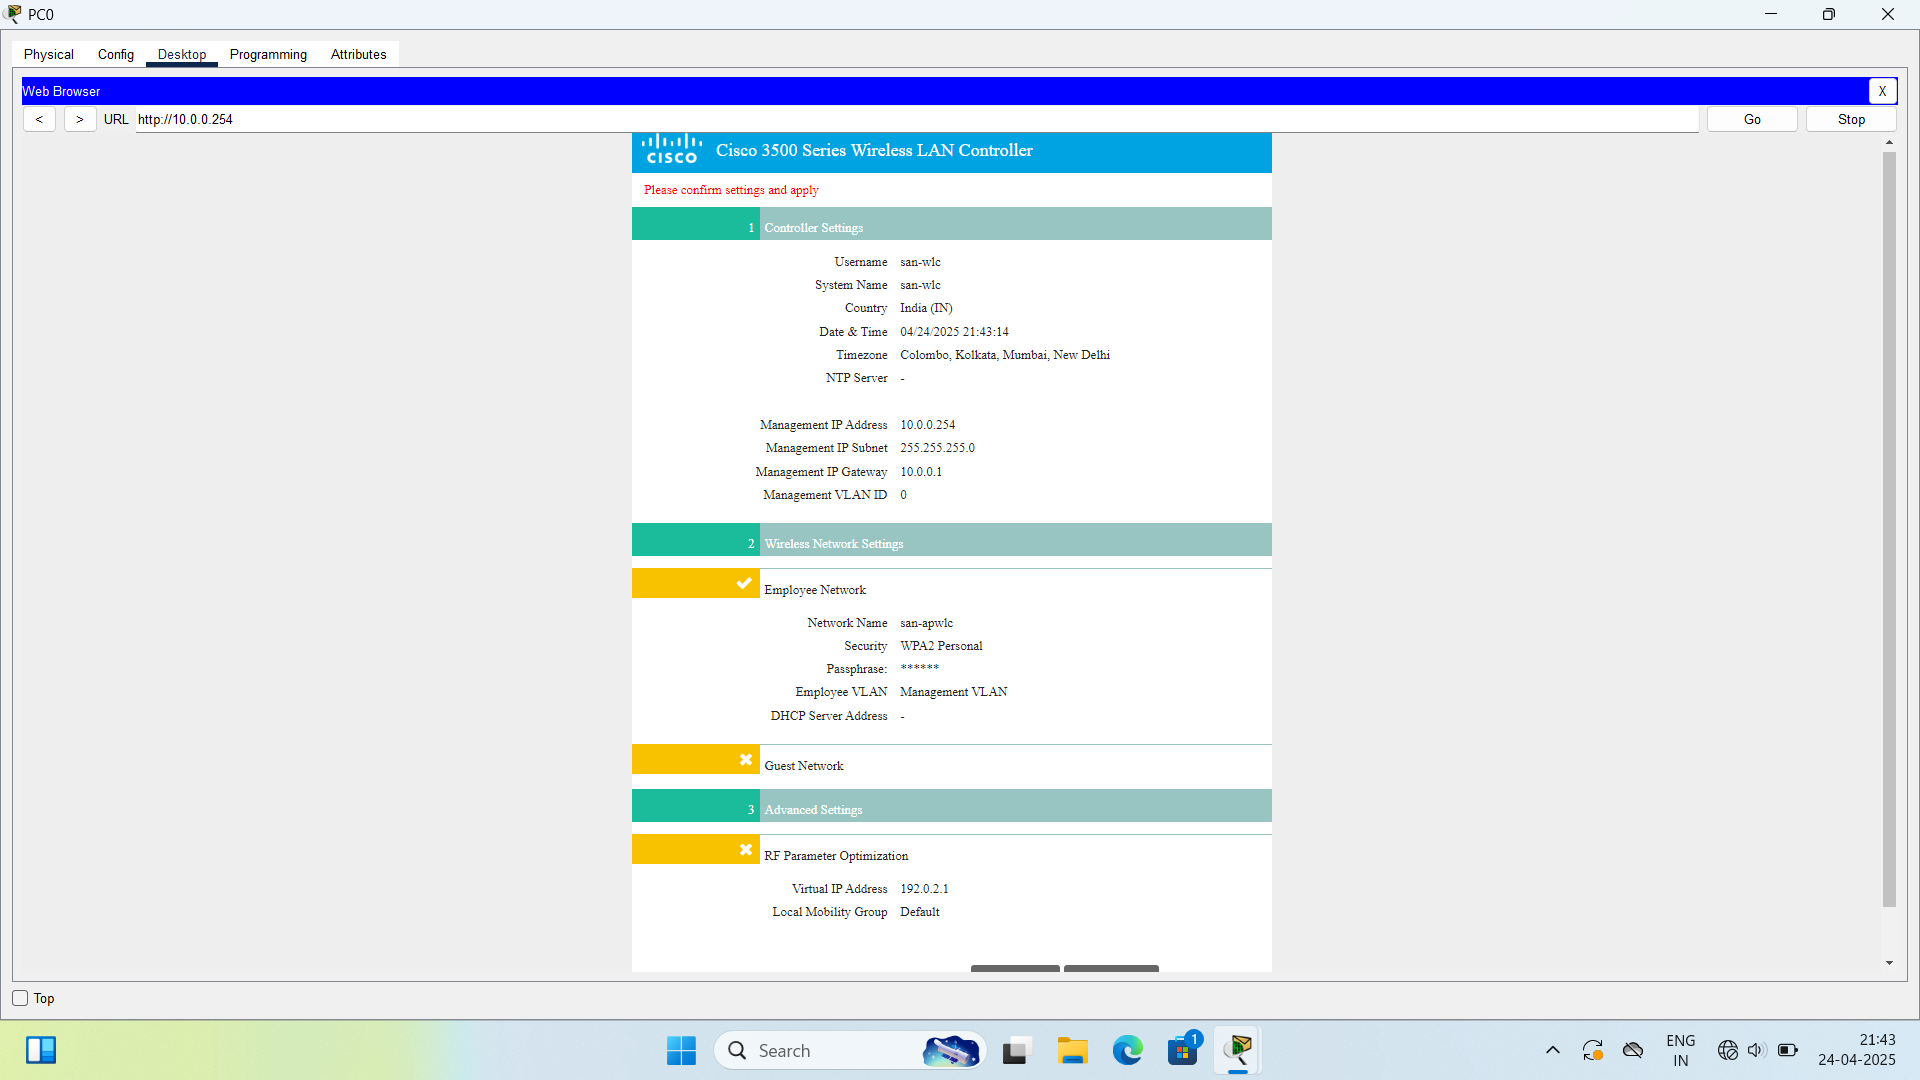 PC0
Physical Config Desktop Programming Attributes
Web Browser X
< > URL http://10.0.0.254 Go Stop
CISCO Cisco 3500 Series Wireless LAN Controller
Please confirm settings and apply
1 Controller Settings
Username san-wlc
System Name san-wlc
Country India (IN)
Date & Time 04/24/2025 21:43:14
Timezone Colombo, Kolkata, Mumbai, New Delhi
NTP Server -
Management IP Address 10.0.0.254
Management IP Subnet 255.255.255.0
Management IP Gateway 10.0.0.1
Management VLAN ID 0
2 Wireless Network Settings
Employee Network
Network Name san-apwlc
Security WPA2 Personal
Passphrase: ******
Employee VLAN Management VLAN
DHCP Server Address -
Guest Network
3 Advanced Settings
RF Parameter Optimization
Virtual IP Address 192.0.2.1
Local Mobility Group Default
Top
Search 1 ENG 21:43
IN 24-04-2025